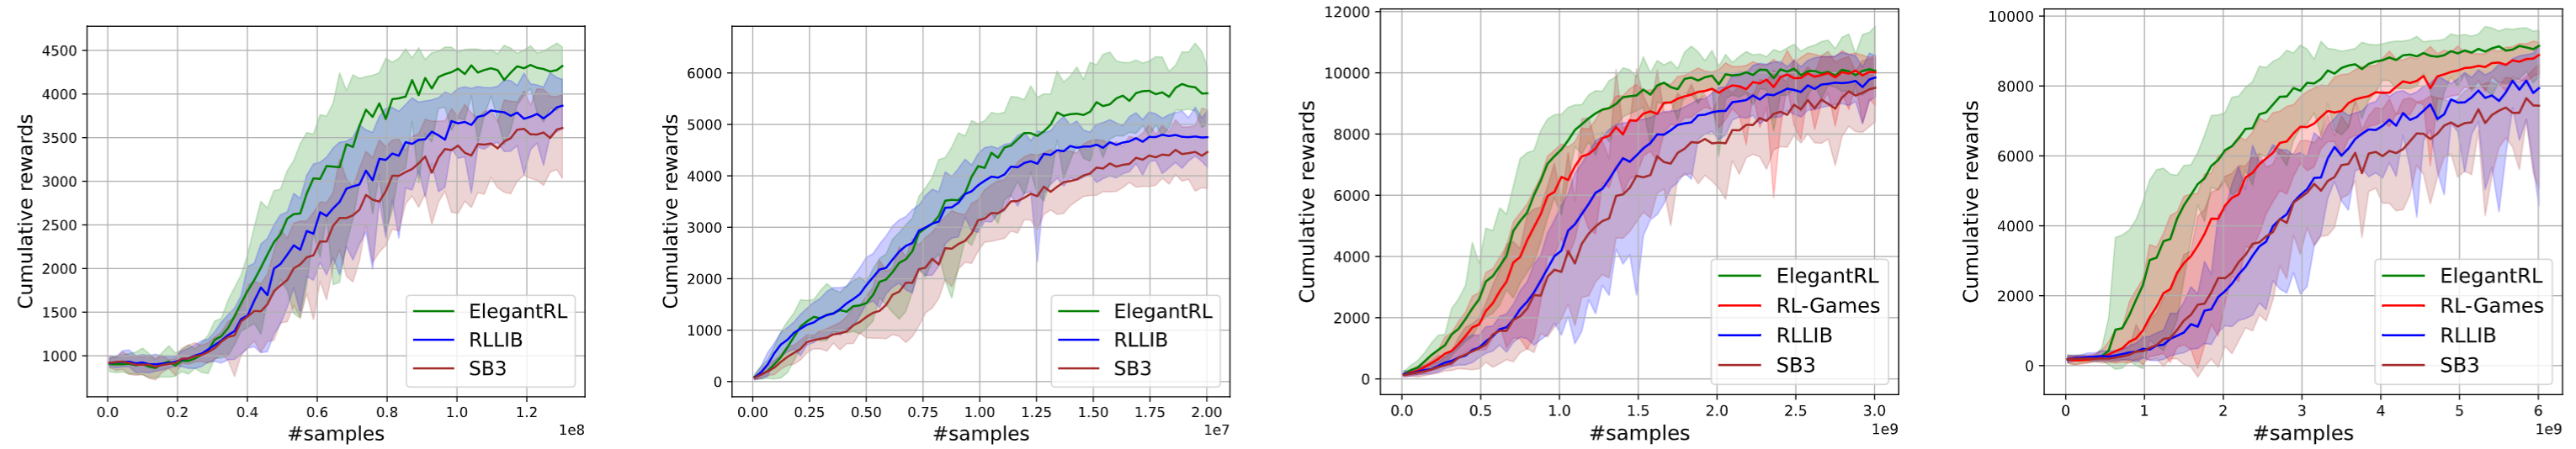 4500
4000
3500
3000
2500
2000
1500
1000
Cumulative rewards
ElegantRL
RLLIB
SB3
0.0 0.2 0.4 0.6 0.8 1.0 1.2
1e8
#samples
6000
5000
4000
3000
2000
1000
0
Cumulative rewards
ElegantRL
RLLIB
SB3
0.00 0.25 0.50 0.75 1.00 1.25 1.50 1.75 2.00
1e7
#samples
12000
10000
8000
6000
4000
2000
0
Cumulative rewards
ElegantRL
RL-Games
RLLIB
SB3
0.0 0.5 1.0 1.5 2.0 2.5 3.0
1e9
#samples
10000
8000
6000
4000
2000
0
Cumulative rewards
ElegantRL
RL-Games
RLLIB
SB3
0 1 2 3 4 5 6
1e9
#samples